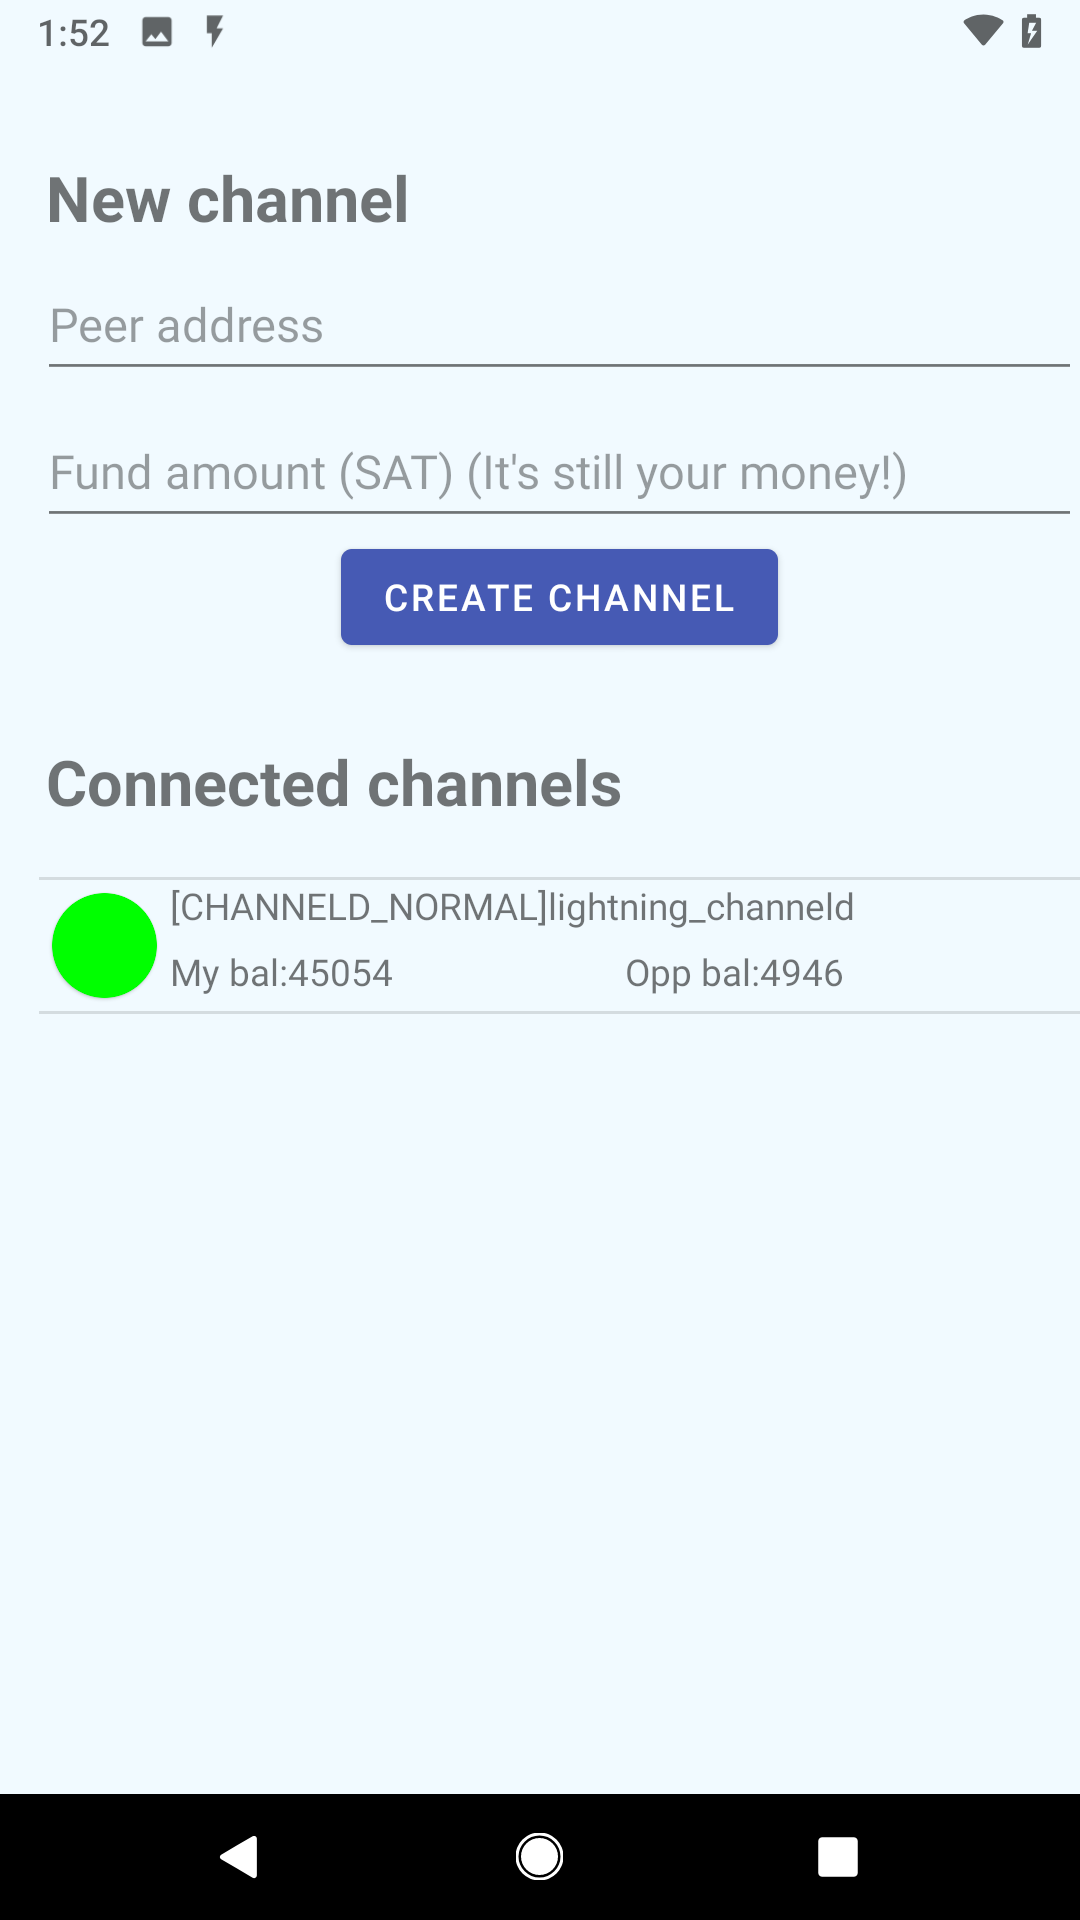 1:52
New channel
Peer address
Fund amount (SAT) (It's still your money!)
CREATE CHANNEL
Connected channels
[CHANNELD_NORMAL]lightning_channeld
My bal:45054 Opp bal:4946